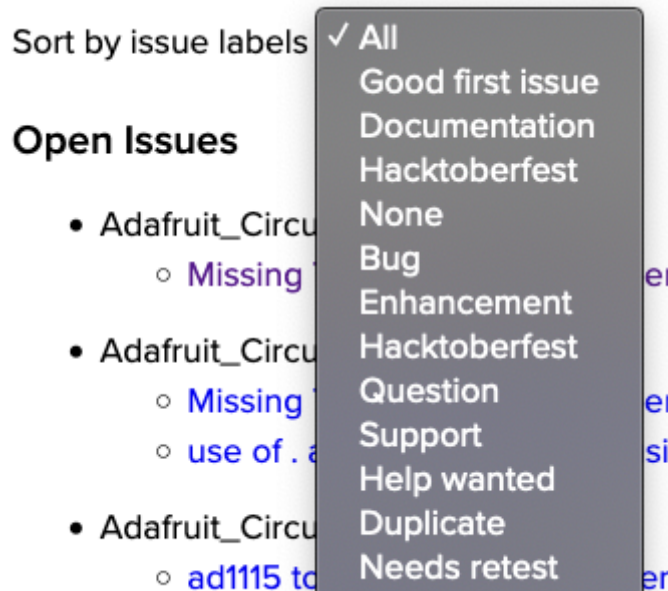 Sort by issue labels
✓ All
Good first issue
Documentation
Hacktoberfest
None
Bug
Enhancement
Hacktoberfest
Question
Support
Help wanted
Duplicate
Needs retest
Open Issues
• Adafruit_Circu
○ Missing
• Adafruit_Circu
○ Missing
○ use of .
• Adafruit_Circu
○ ad1115 to